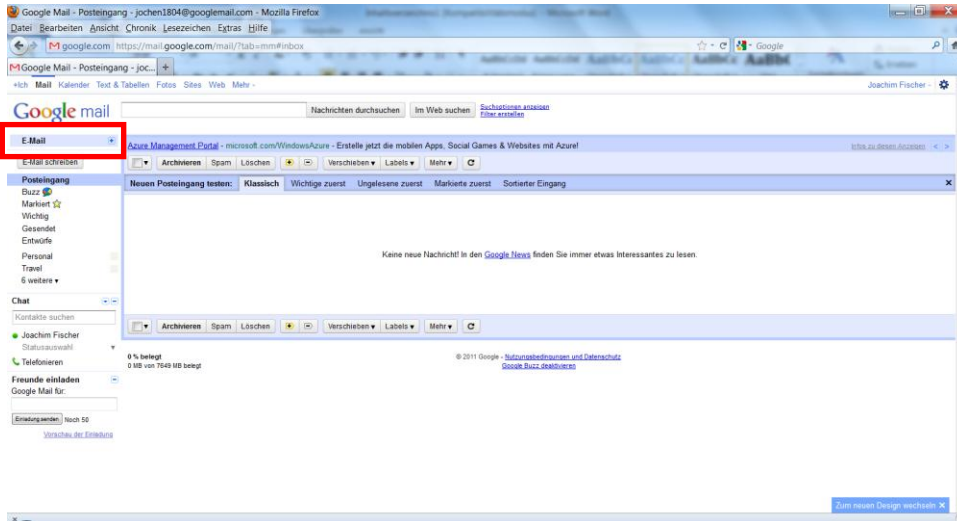 Google Mail - Posteingang - jochen1804@googlemail.com - Mozilla Firefox
Datei Bearbeiten Ansicht Chronik Lesezeichen Extras Hilfe
google.com https://mail.google.com/mail/?tab=mm#inbox Google
Google Mail - Posteingang - joc...
+Ich Mail Kalender Text & Tabellen Fotos Sites Web Mehr Joachim Fischer
Google mail Nachrichten durchsuchen Im Web suchen Suchoptionen anzeigen
Filter erstellen
E-Mail
Azure Management Portal - microsoft.com/WindowsAzure - Erstelle jetzt die mobilen Apps, Social Games & Websites mit Azure! Infos zu diesen Anzeigen < >
E-Mail schreiben
Archivieren Spam Löschen Verschieben Labels Mehr
Posteingang
Neuen Posteingang testen: Klassisch Wichtige zuerst Ungelesene zuerst Markierte zuerst Sortierter Eingang
Buzz
Markiert
Wichtig
Gesendet
Entwürfe
Personal
Travel
6 weitere
Keine neue Nachricht! In den Google News finden Sie immer etwas Interessantes zu lesen.
Chat
Kontakte suchen
Joachim Fischer
Statusauswahl
Telefonieren
Archivieren Spam Löschen Verschieben Labels Mehr
0 % belegt
0 MB von 7649 MB belegt
© 2011 Google - Nutzungsbedingungen und Datenschutz
Google Buzz deaktivieren
Freunde einladen
Google Mail für:
Einladung senden Noch 50
Vorschau der Einladung
Zum neuen Design wechseln